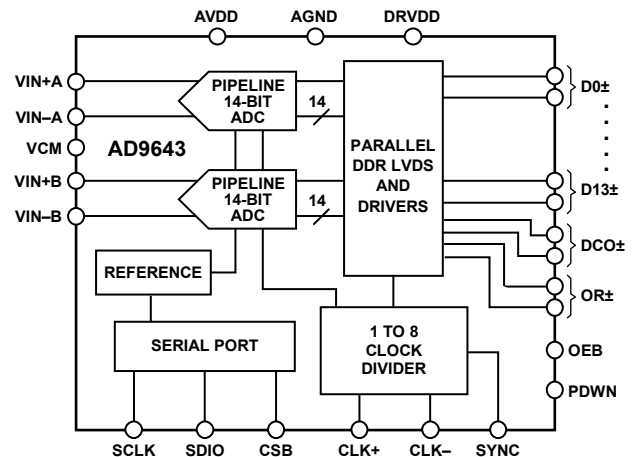 AVDD AGND DRVDD
VIN+A
VIN–A
VCM
VIN+B
VIN–B
AD9643
PIPELINE
14-BIT
ADC
14
PIPELINE
14-BIT
ADC
14
PARALLEL
DDR LVDS
AND
DRIVERS
D0±
D13±
DCO±
OR±
OEB
PDWN
REFERENCE
SERIAL PORT
1 TO 8
CLOCK
DIVIDER
SCLK SDIO CSB CLK+ CLK– SYNC